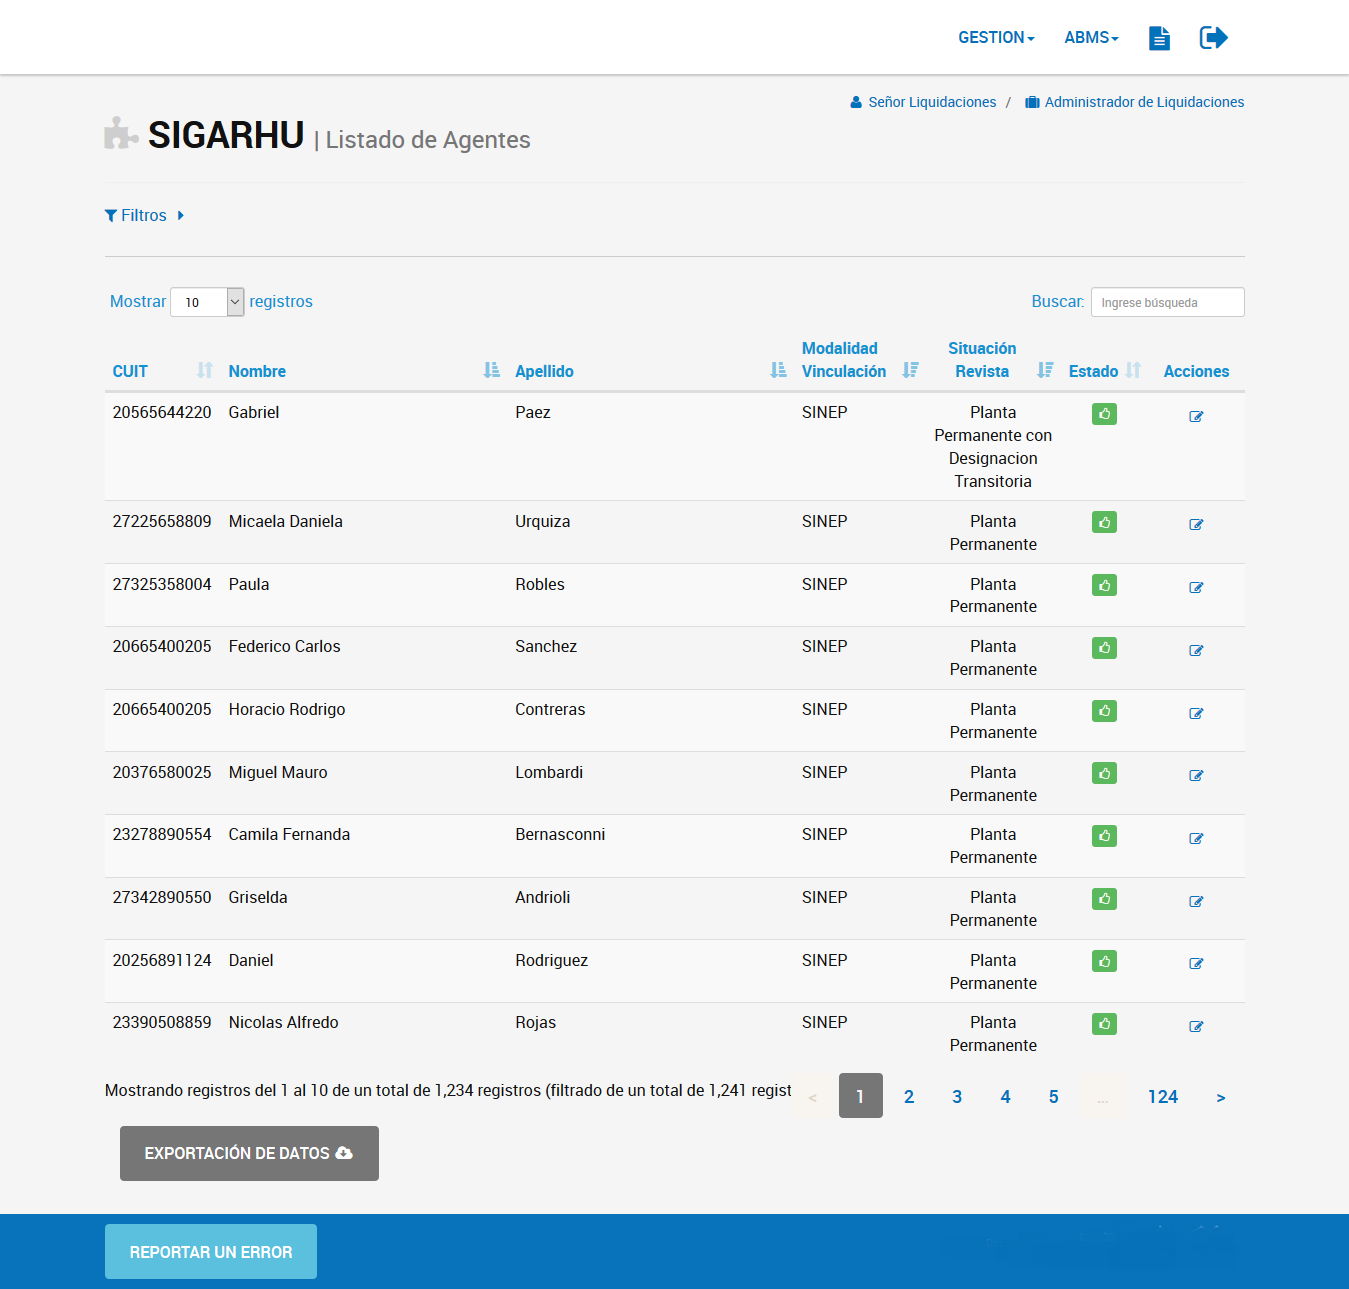 GESTION
ABMS
Señor Liquidaciones / Administrador de Liquidaciones
SIGARHU | Listado de Agentes
Filtros
Mostrar 10 registros
Buscar: Ingrese búsqueda
CUIT Nombre Apellido Modalidad Vinculación Situación Revista Estado Acciones
20565644220 Gabriel Paez SINEP Planta
Permanente con
Designacion
Transitoria
27225658809 Micaela Daniela Urquiza SINEP Planta
Permanente
27325358004 Paula Robles SINEP Planta
Permanente
20665400205 Federico Carlos Sanchez SINEP Planta
Permanente
20665400205 Horacio Rodrigo Contreras SINEP Planta
Permanente
20376580025 Miguel Mauro Lombardi SINEP Planta
Permanente
23278890554 Camila Fernanda Bernasconni SINEP Planta
Permanente
27342890550 Griselda Andrioli SINEP Planta
Permanente
20256891124 Daniel Rodriguez SINEP Planta
Permanente
23390508859 Nicolas Alfredo Rojas SINEP Planta
Permanente
Mostrando registros del 1 al 10 de un total de 1,234 registros (filtrado de un total de 1,241 regist
< 1 2 3 4 5 ... 124 >
EXPORTACIÓN DE DATOS
REPORTAR UN ERROR